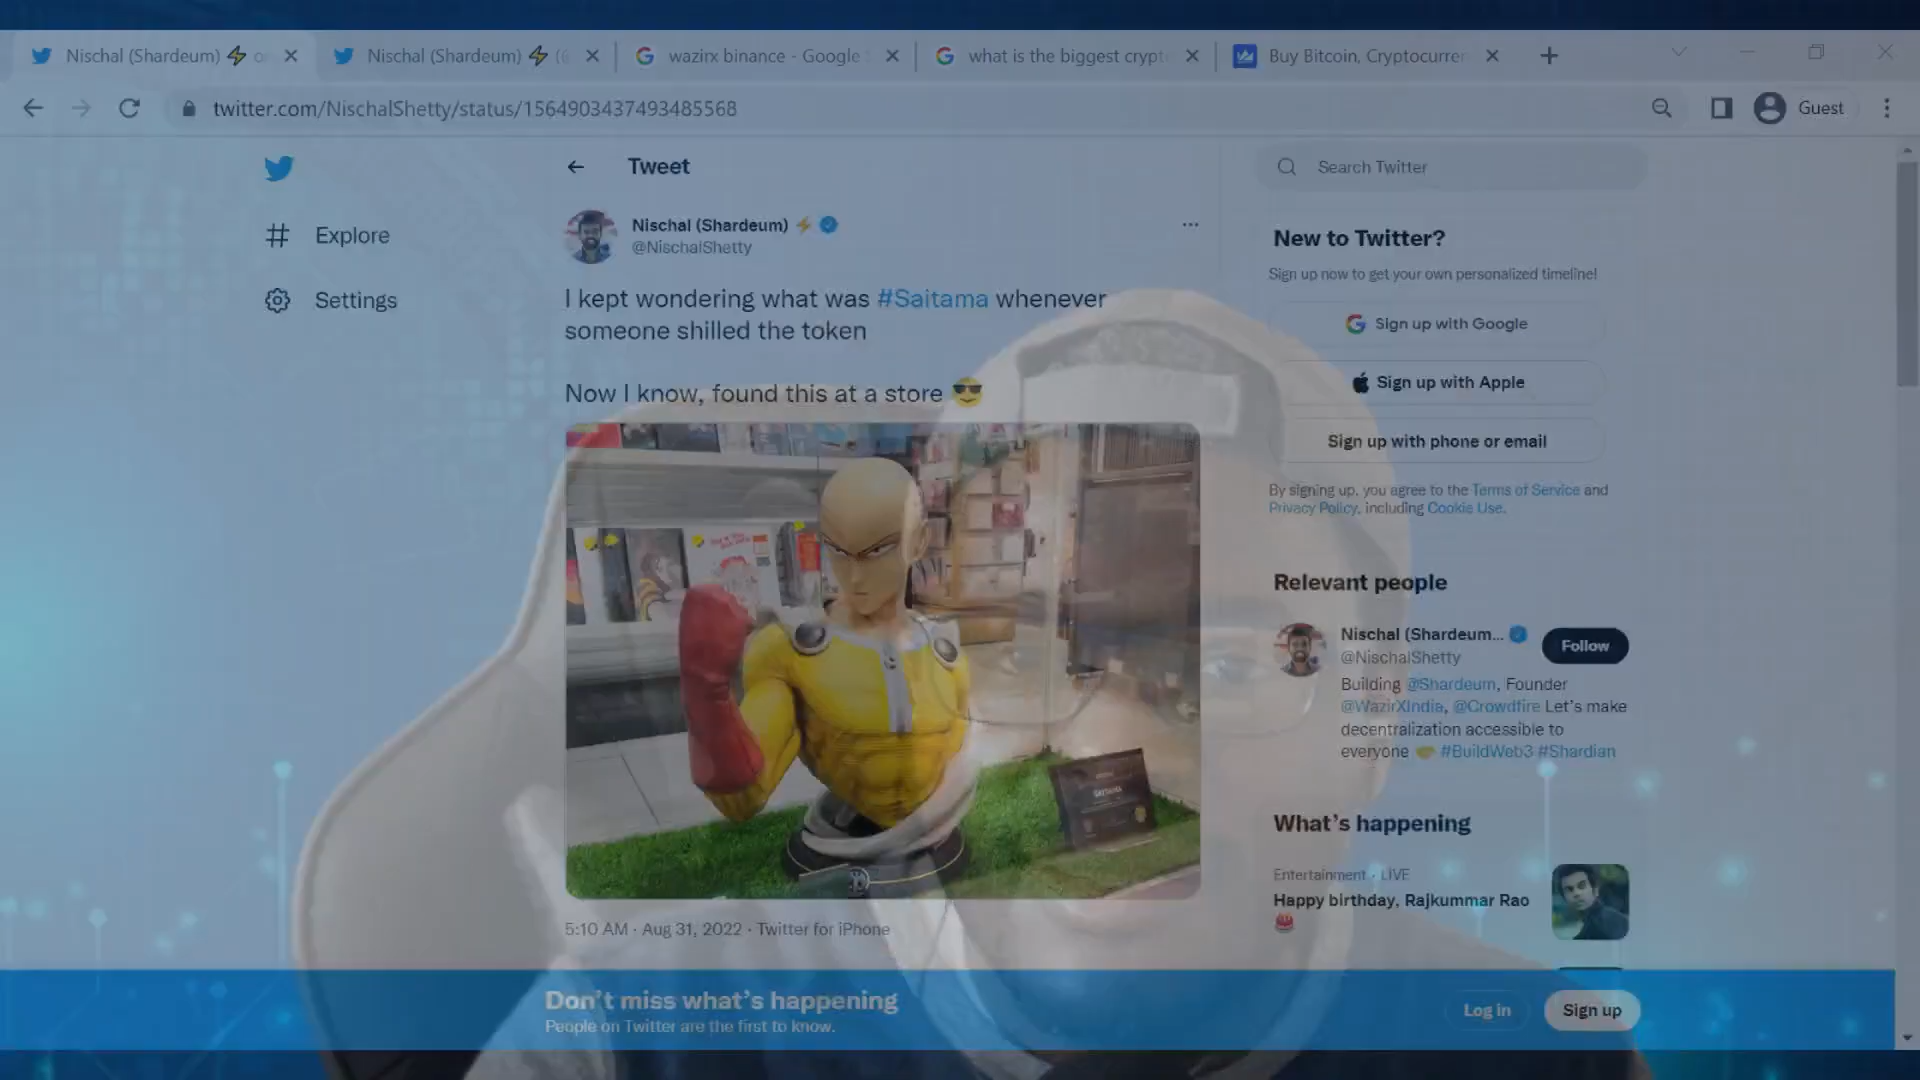 Nischal (Shardeum) ⚡ o
Nischal (Shardeum) ⚡ (@
wazirx binance - Google S
what is the biggest crypt
Buy Bitcoin, Cryptocurren
twitter.com/NischalShetty/status/1564903437493485568
Guest
Tweet
Search Twitter
Explore
Settings
Nischal (Shardeum) ⚡
@NischalShetty
I kept wondering what was #Saitama whenever
someone shilled the token
Now I know, found this at a store 😎
SAITAMA
5:10 AM · Aug 31, 2022 · Twitter for iPhone
New to Twitter?
Sign up now to get your own personalized timeline!
Sign up with Google
Sign up with Apple
Sign up with phone or email
By signing up, you agree to the Terms of Service and
Privacy Policy, including Cookie Use.
Relevant people
Nischal (Shardeum...
@NischalShetty
Follow
Building @Shardeum, Founder
@WazirXIndia, @Crowdfire Let's make
decentralization accessible to
everyone 🤝 #BuildWeb3 #Shardian
What's happening
Entertainment · LIVE
Happy birthday, Rajkummar Rao
🎂
Don't miss what's happening
People on Twitter are the first to know.
Log in
Sign up